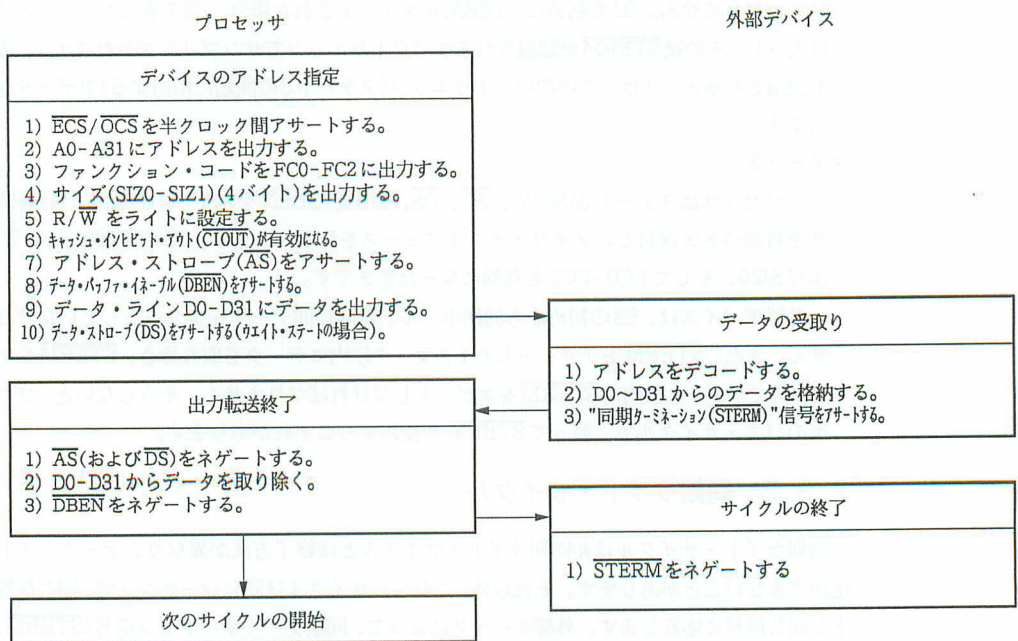 プロセッサ
外部デバイス
デバイスのアドレス指定
1) ECS/OCSを半クロック間アサートする。
2) A0-A31にアドレスを出力する。
3) ファンクション・コードをFC0-FC2に出力する。
4) サイズ(SIZ0-SIZ1)(4バイト)を出力する。
5) R/W をライトに設定する。
6) キャッシュ・インヒビット・アウト(CIOUT)が有効になる。
7) アドレス・ストローブ(AS)をアサートする。
8) データ・バッファ・イネーブル(DBEN)をアサートする。
9) データ・ラインD0-D31にデータを出力する。
10) データ・ストローブ(DS)をアサートする(ウエイト・ステートの場合)。
データの受取り
1) アドレスをデコードする。
2) D0-D31からのデータを格納する。
3) "同期ターミネーション(STERM)"信号をアサートする。
出力転送終了
1) AS(およびDS)をネゲートする。
2) D0-D31からデータを取り除く。
3) DBENをネゲートする。
サイクルの終了
1) STERMをネゲートする
次のサイクルの開始